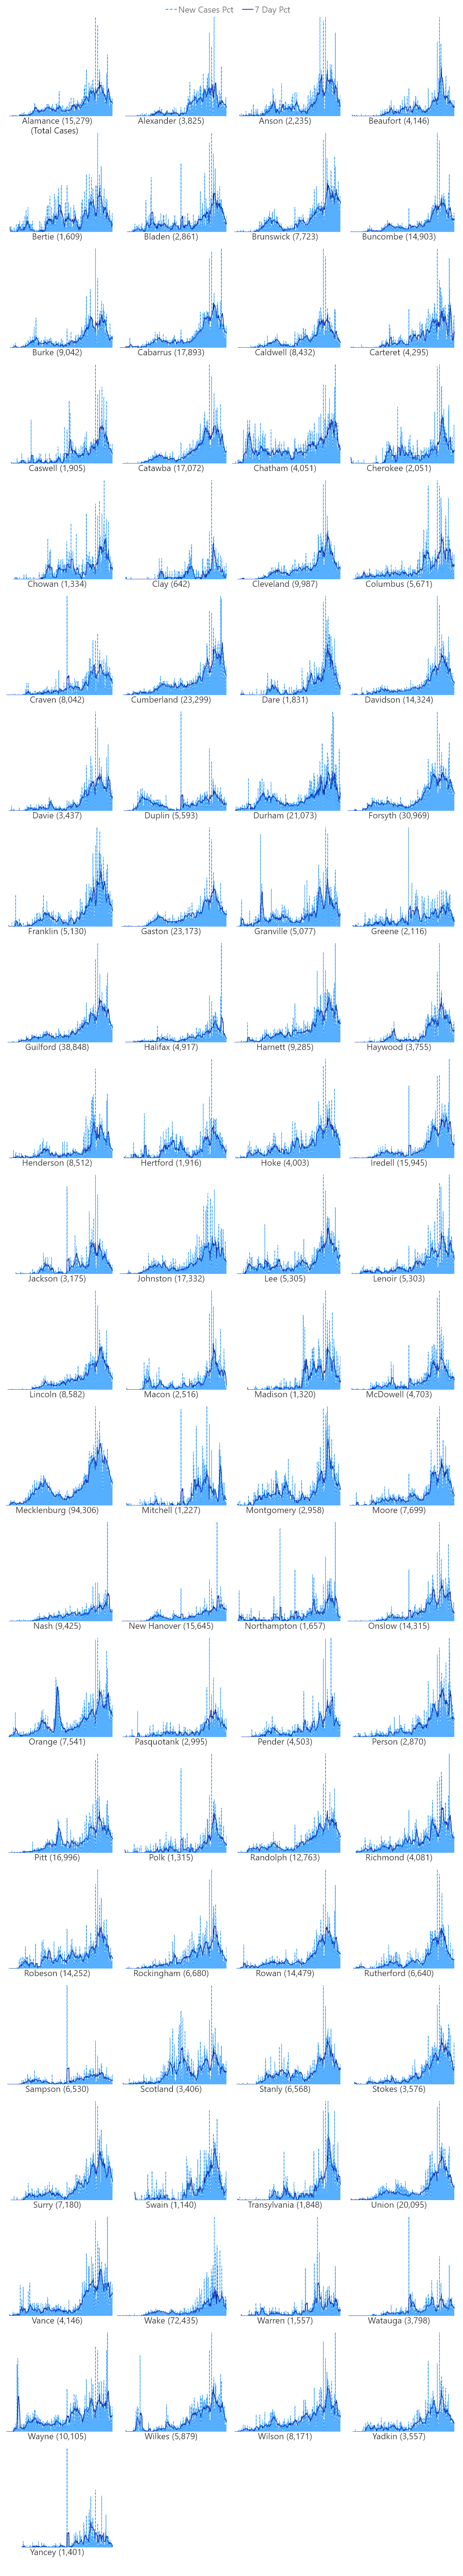 New Cases Pct 7 Day Pct
Alamance (15,279) Alexander (3,825) Anson (2,235) Beaufort (4,146)
(Total Cases)
Bertie (1,609) Bladen (2,861) Brunswick (7,723) Buncombe (14,903)
Burke (9,042) Cabarrus (17,893) Caldwell (8,432) Carteret (4,295)
Caswell (1,905) Catawba (17,072) Chatham (4,051) Cherokee (2,051)
Chowan (1,334) Clay (642) Cleveland (9,987) Columbus (5,671)
Craven (8,042) Cumberland (23,299) Dare (1,831) Davidson (14,324)
Davie (3,437) Duplin (5,593) Durham (21,073) Forsyth (30,969)
Franklin (5,130) Gaston (23,173) Granville (5,077) Greene (2,116)
Guilford (38,848) Halifax (4,917) Harnett (9,285) Haywood (3,755)
Henderson (8,512) Hertford (1,916) Hoke (4,003) Iredell (15,945)
Jackson (3,175) Johnston (17,332) Lee (5,305) Lenoir (5,303)
Lincoln (8,582) Macon (2,516) Madison (1,320) McDowell (4,703)
Mecklenburg (94,306) Mitchell (1,227) Montgomery (2,958) Moore (7,699)
Nash (9,425) New Hanover (15,645) Northampton (1,657) Onslow (14,315)
Orange (7,541) Pasquotank (2,995) Pender (4,503) Person (2,870)
Pitt (16,996) Polk (1,315) Randolph (12,763) Richmond (4,081)
Robeson (14,252) Rockingham (6,680) Rowan (14,479) Rutherford (6,640)
Sampson (6,530) Scotland (3,406) Stanly (6,568) Stokes (3,576)
Surry (7,180) Swain (1,140) Transylvania (1,848) Union (20,095)
Vance (4,146) Wake (72,435) Warren (1,557) Watauga (3,798)
Wayne (10,105) Wilkes (5,879) Wilson (8,171) Yadkin (3,557)
Yancey (1,401)